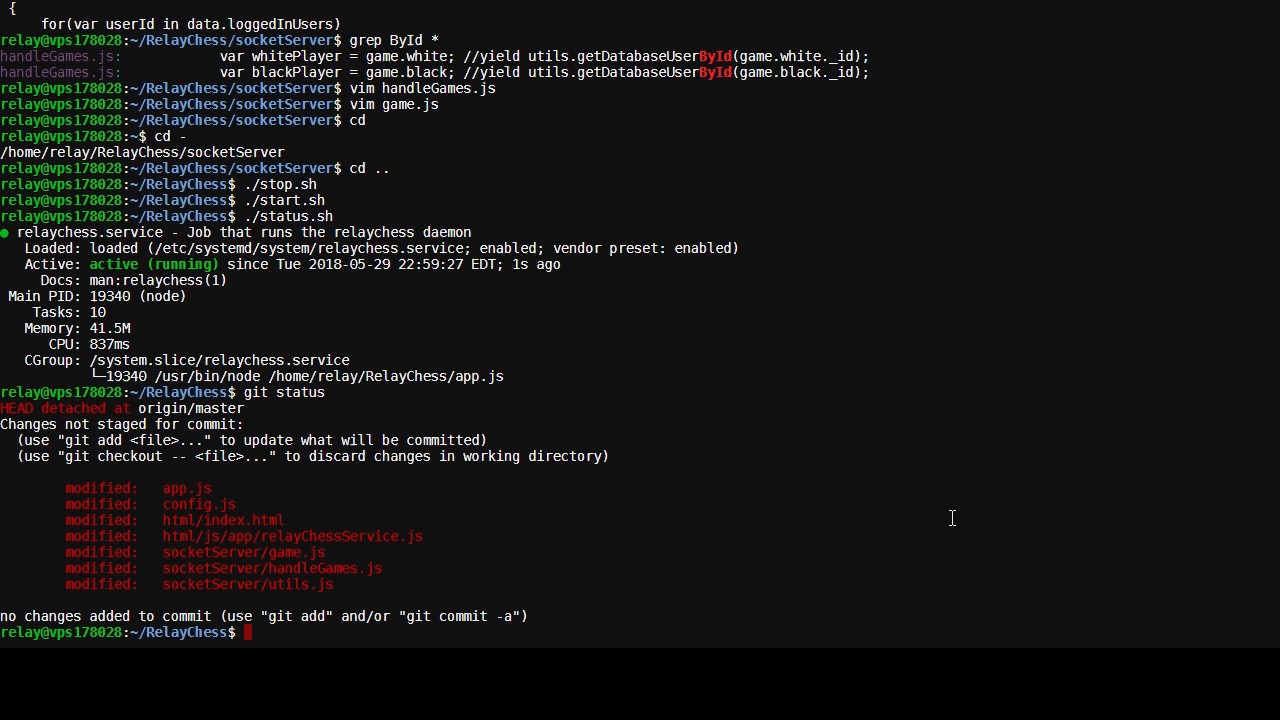 {
for(var userId in data.loggedInUsers)
relay@vps178028:~/RelayChess/socketServer$ grep ById *
handleGames.js:            var whitePlayer = game.white; //yield utils.getDatabaseUserById(game.white._id);
handleGames.js:            var blackPlayer = game.black; //yield utils.getDatabaseUserById(game.black._id);
relay@vps178028:~/RelayChess/socketServer$ vim handleGames.js
relay@vps178028:~/RelayChess/socketServer$ vim game.js
relay@vps178028:~/RelayChess/socketServer$ cd
relay@vps178028:~$ cd -
/home/relay/RelayChess/socketServer
relay@vps178028:~/RelayChess/socketServer$ cd ..
relay@vps178028:~/RelayChess$ ./stop.sh
relay@vps178028:~/RelayChess$ ./start.sh
relay@vps178028:~/RelayChess$ ./status.sh
● relaychess.service - Job that runs the relaychess daemon
Loaded: loaded (/etc/systemd/system/relaychess.service; enabled; vendor preset: enabled)
Active: active (running) since Tue 2018-05-29 22:59:27 EDT; 1s ago
Docs: man:relaychess(1)
Main PID: 19340 (node)
Tasks: 10
Memory: 41.5M
CPU: 837ms
CGroup: /system.slice/relaychess.service
└─19340 /usr/bin/node /home/relay/RelayChess/app.js
relay@vps178028:~/RelayChess$ git status
HEAD detached at origin/master
Changes not staged for commit:
(use "git add <file>..." to update what will be committed)
(use "git checkout -- <file>..." to discard changes in working directory)
modified:   app.js
modified:   config.js
modified:   html/index.html
modified:   html/js/app/relayChessService.js
modified:   socketServer/game.js
modified:   socketServer/handleGames.js
modified:   socketServer/utils.js
no changes added to commit (use "git add" and/or "git commit -a")
relay@vps178028:~/RelayChess$